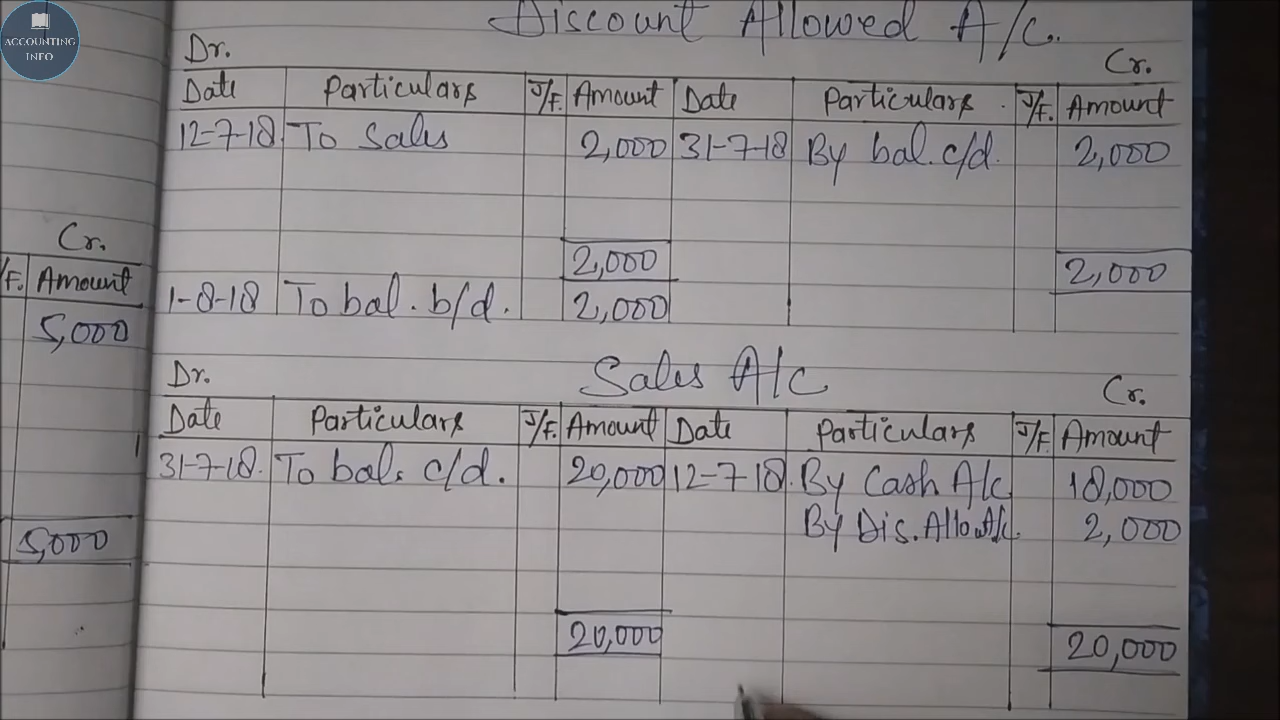 ACCOUNTING
INFO
Discount Allowed A/C.
Dr. Cr.
Date Particulars J/F. Amount Date Particulars J/F. Amount
12-7-18 To Sales 2,000 31-7-18 By bal. c/d. 2,000
2,000 2,000
1-8-18 To bal. b/d. 2,000
Sales A/C
Dr. Cr.
Date Particulars J/F. Amount Date Particulars J/F. Amount
31-7-18. To bal. c/d. 20,000 12-7-18. By Cash A/c 18,000
By Dis. Allo. A/c. 2,000
20,000 20,000
Cr.
/F. Amount
5,000
5,000